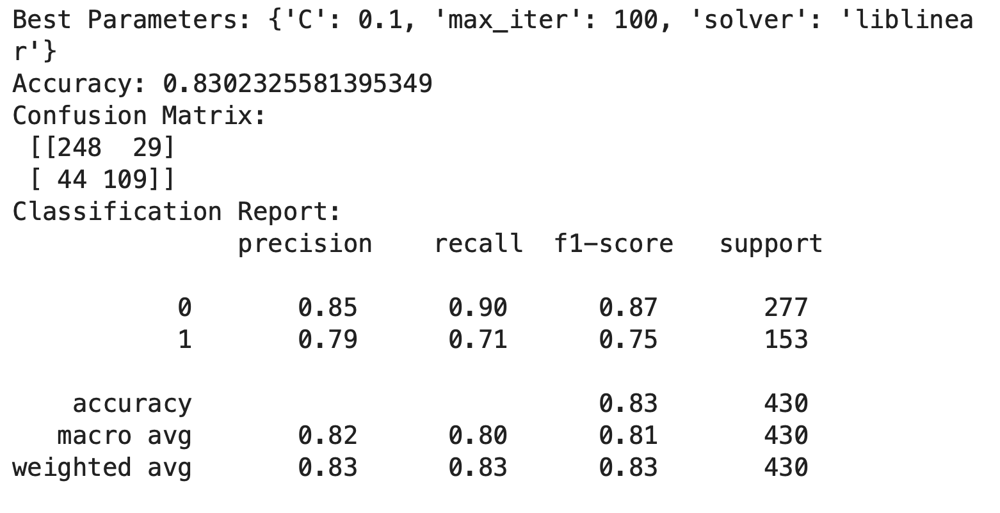 Best Parameters: {'C': 0.1, 'max_iter': 100, 'solver': 'liblinea
r'}
Accuracy: 0.8302325581395349
Confusion Matrix:
 [[248  29]
 [ 44 109]]
Classification Report:
              precision    recall  f1-score   support

           0       0.85      0.90      0.87       277
           1       0.79      0.71      0.75       153

    accuracy                           0.83       430
   macro avg       0.82      0.80      0.81       430
weighted avg       0.83      0.83      0.83       430